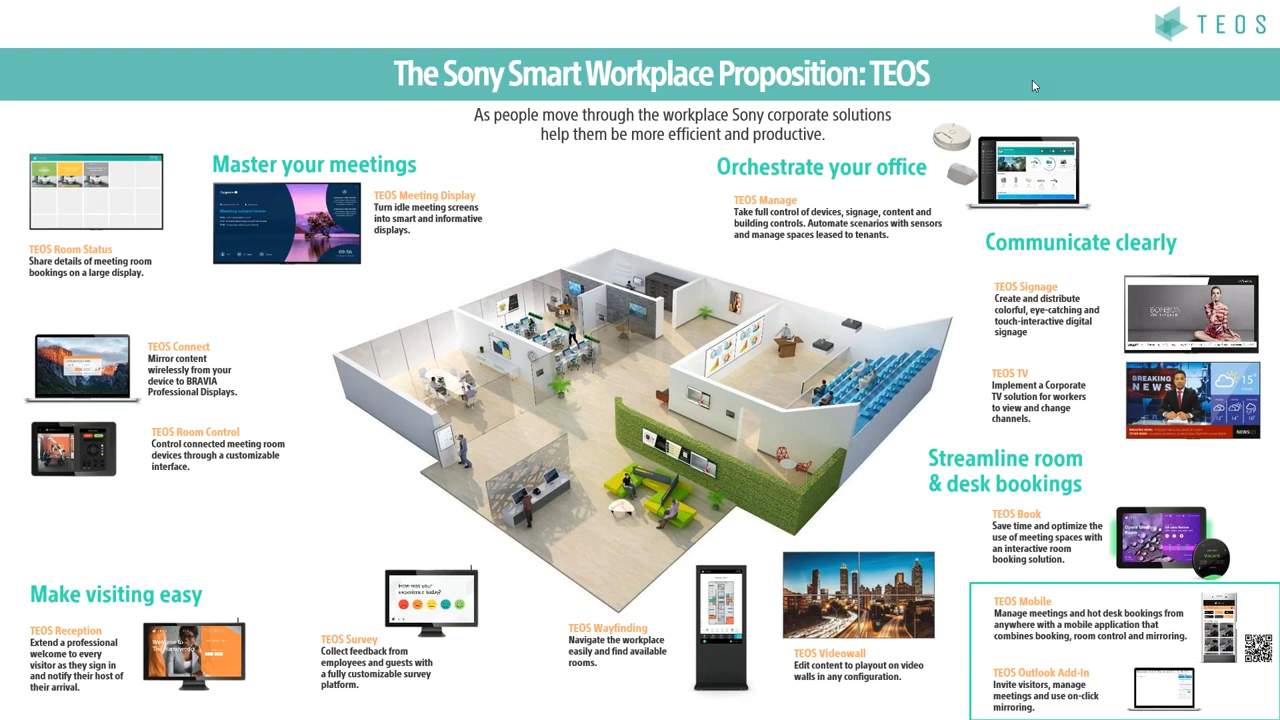 TEOS
The Sony Smart Workplace Proposition: TEOS
As people move through the workplace Sony corporate solutions
help them be more efficient and productive.
Master your meetings
TEOS Room Status
Share details of meeting room
bookings on a large display.
TEOS Meeting Display
Turn idle meeting screens
into smart and informative
displays.
TEOS Connect
Mirror content
wirelessly from your
device to BRAVIA
Professional Displays.
TEOS Room Control
Control connected meeting room
devices through a customizable
interface.
Orchestrate your office
TEOS Manage
Take full control of devices, signage, content and
building controls. Automate scenarios with sensors
and manage spaces leased to tenants.
Communicate clearly
TEOS Signage
Create and distribute
colorful, eye-catching and
touch-interactive digital
signage
TEOS TV
Implement a Corporate
TV solution for workers
to view and change
channels.
BREAKING
NEWS
15°
Streamline room
& desk bookings
TEOS Book
Save time and optimize the
use of meeting spaces with
an interactive room
booking solution.
TEOS Mobile
Manage meetings and hot desk bookings from
anywhere with a mobile application that
combines booking, room control and mirroring.
TEOS Outlook Add-In
Invite visitors, manage
meetings and use on-click
mirroring.
Make visiting easy
TEOS Reception
Extend a professional
welcome to every
visitor as they sign in
and notify their host of
their arrival.
How was your
experience today?
TEOS Survey
Collect feedback from
employees and guests with
a fully customizable survey
platform.
TEOS Wayfinding
Navigate the workplace
easily and find available
rooms.
TEOS Videowall
Edit content to playout on video
walls in any configuration.